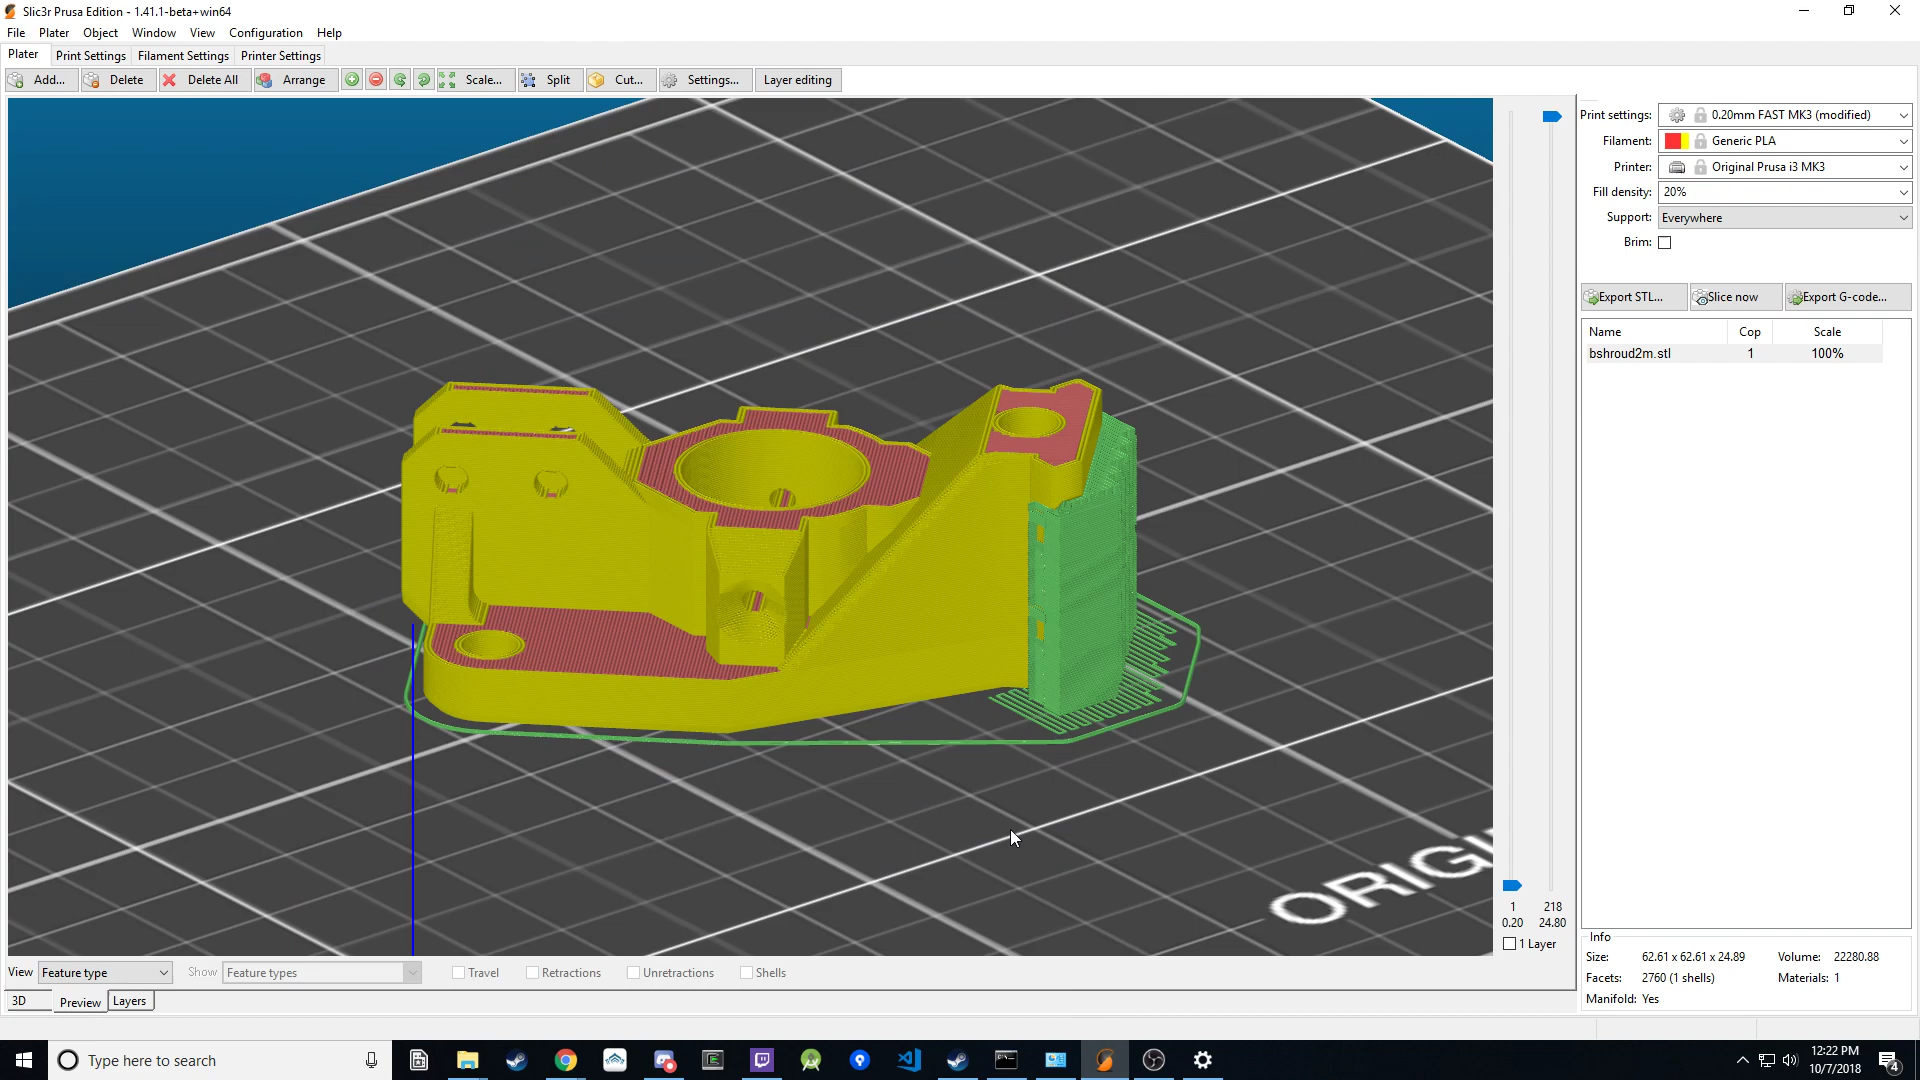 Slic3r Prusa Edition - 1.41.1-beta+win64
File Plater Object Window View Configuration Help
Plater Print Settings Filament Settings Printer Settings
Add... Delete Delete All Arrange Scale... Split Cut... Settings... Layer editing
Print settings: 0.20mm FAST MK3 (modified)
Filament: Generic PLA
Printer: Original Prusa i3 MK3
Fill density: 20%
Support: Everywhere
Brim:
Export STL... Slice now Export G-code...
Name Cop Scale
bshroud2m.stl 1 100%
ORIGI
1 218
0.20 24.80
1 Layer
Info
Size: 62.61 x 62.61 x 24.89 Volume: 22280.88
Facets: 2760 (1 shells) Materials: 1
Manifold: Yes
View Feature type Show Feature types Travel Retractions Unretractions Shells
3D Preview Layers
Type here to search
12:22 PM
10/7/2018
4